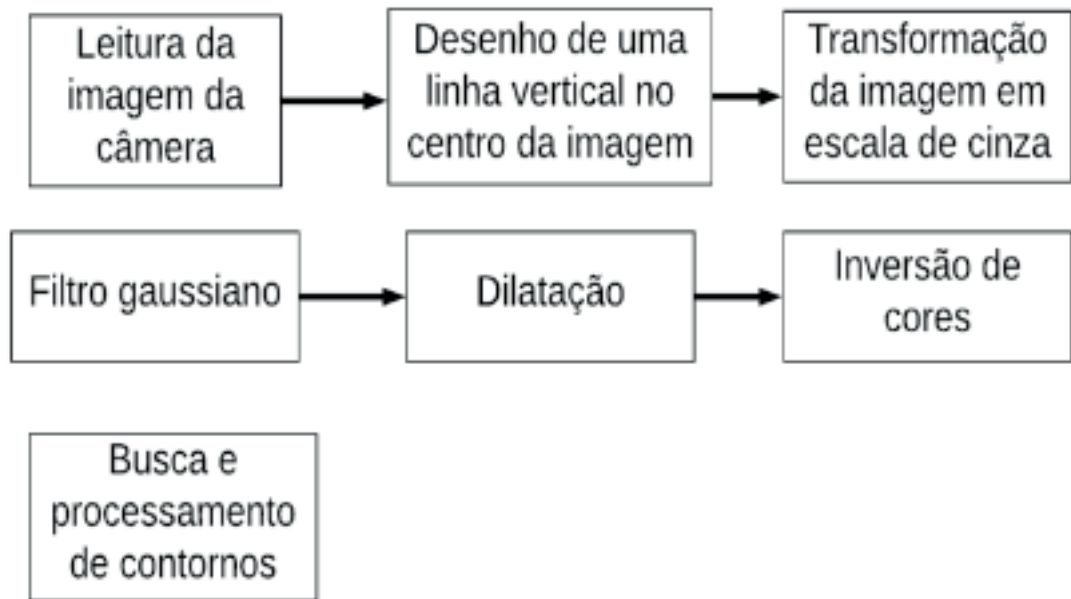 Leitura da
imagem da
câmera
Desenho de uma
linha vertical no
centro da imagem
Transformação
da imagem em
escala de cinza
Filtro gaussiano
Dilatação
Inversão de
cores
Busca e
processamento
de contornos